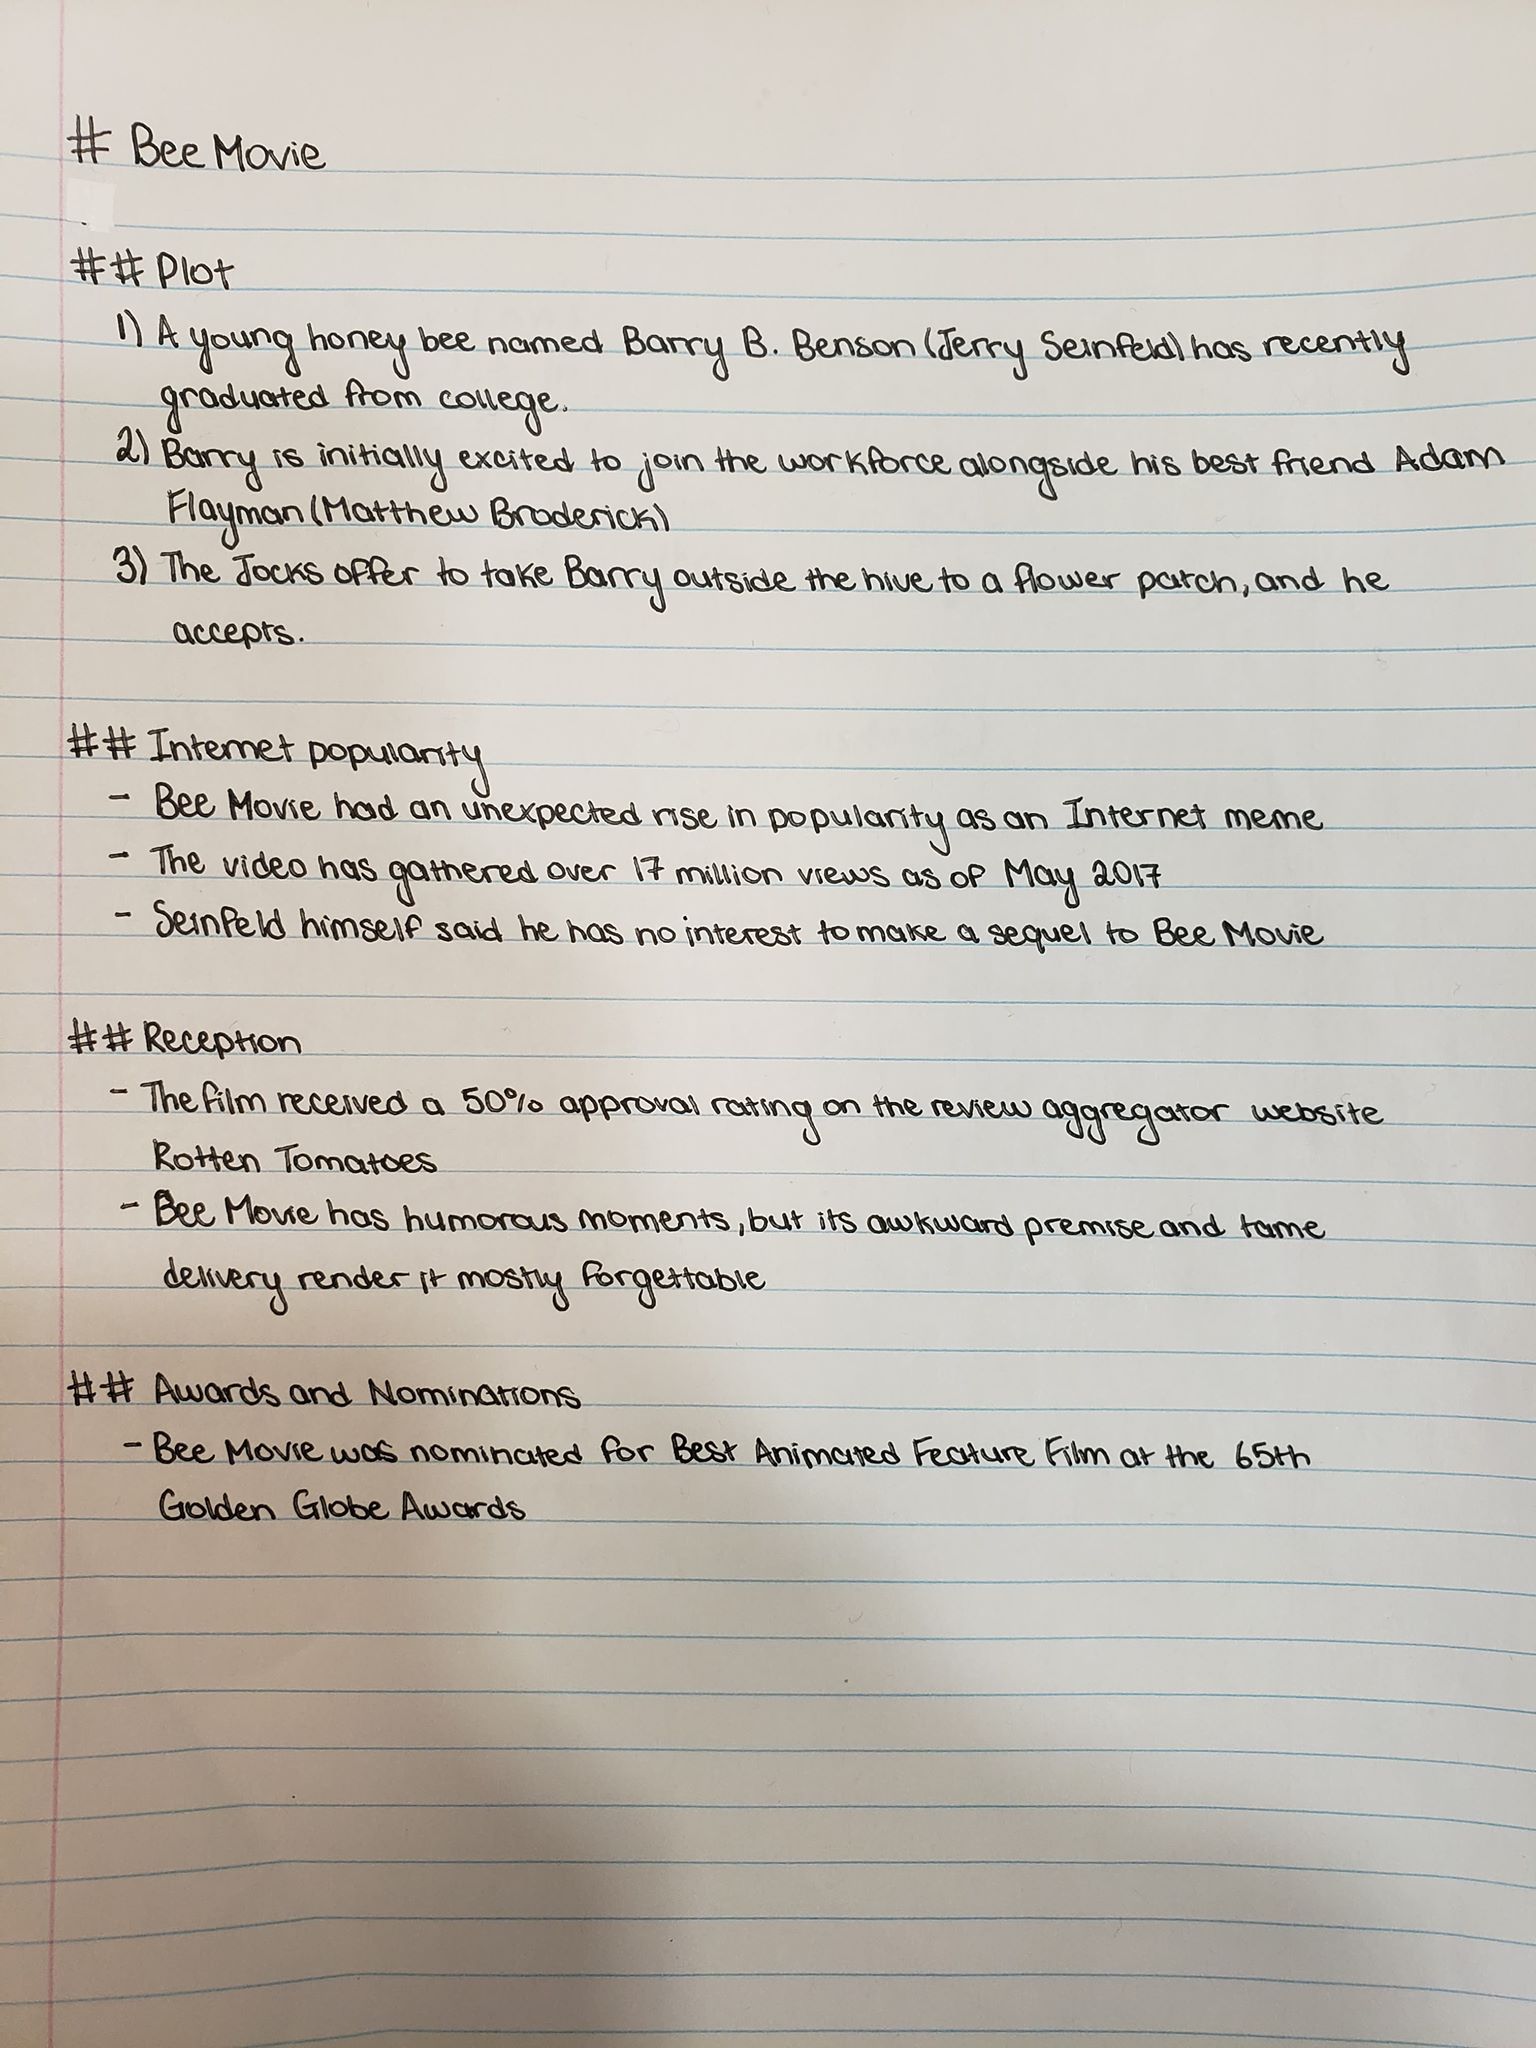 # Bee Movie
## Plot
1) A young honey bee named Barry B. Benson (Jerry Seinfeld) has recently
graduated from college.
2) Barry is initially excited to join the workforce alongside his best friend Adam
Flayman (Matthew Broderick)
3) The Jocks offer to take Barry outside the hive to a flower patch, and he
accepts.
## Internet popularity
- Bee Movie had an unexpected rise in popularity as an Internet meme
- The video has gathered over 17 million views as of May 2017
- Seinfeld himself said he has no interest to make a sequel to Bee Movie
## Reception
- The film received a 50% approval rating on the review aggregator website
Rotten Tomatoes
- Bee Movie has humorous moments, but its awkward premise and tame
delivery render it mostly forgettable
## Awards and Nominations
- Bee Movie was nominated for Best Animated Feature Film at the 65th
Golden Globe Awards